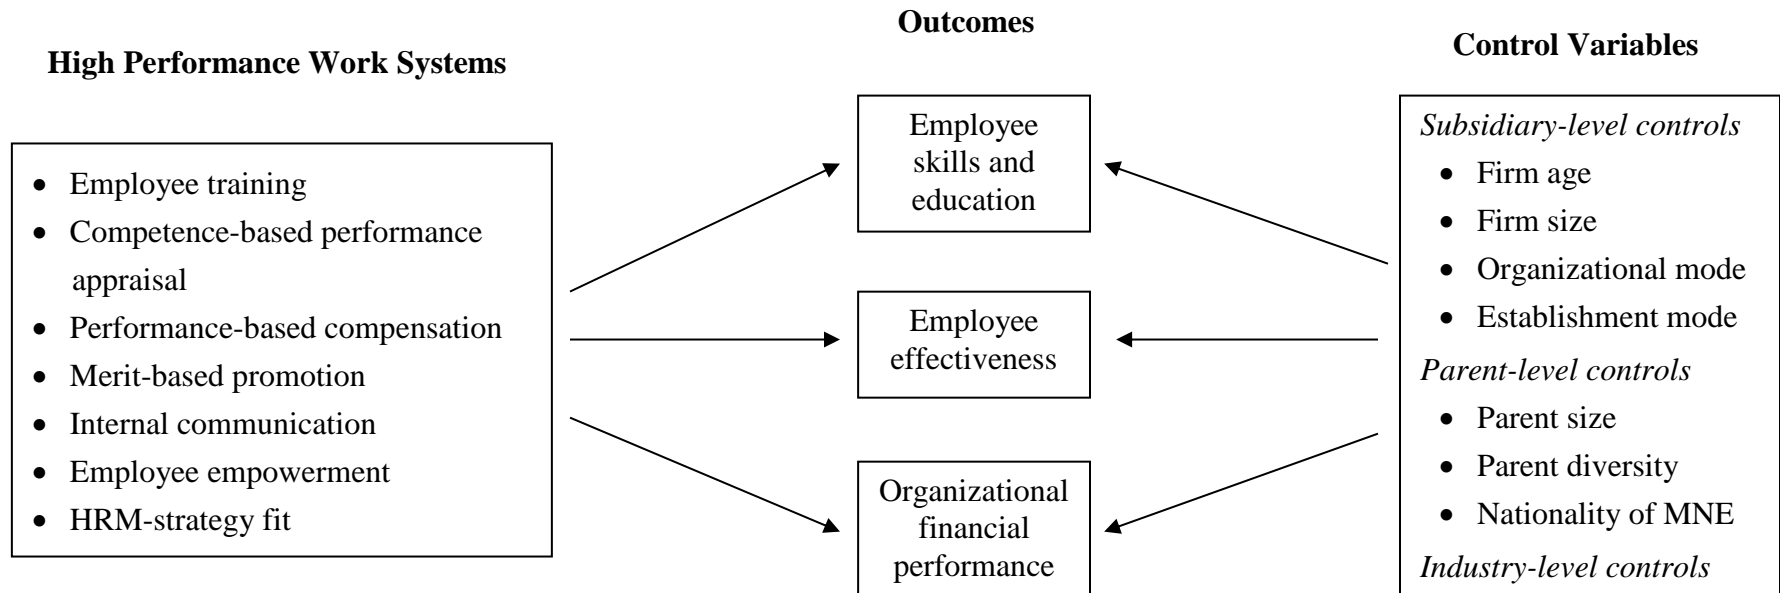 High Performance Work Systems
• Employee training
• Competence-based performance
appraisal
• Performance-based compensation
• Merit-based promotion
• Internal communication
• Employee empowerment
• HRM-strategy fit
Outcomes
Employee
skills and
education
Employee
effectiveness
Organizational
financial
performance
Control Variables
Subsidiary-level controls
• Firm age
• Firm size
• Organizational mode
• Establishment mode
Parent-level controls
• Parent size
• Parent diversity
• Nationality of MNE
Industry-level controls